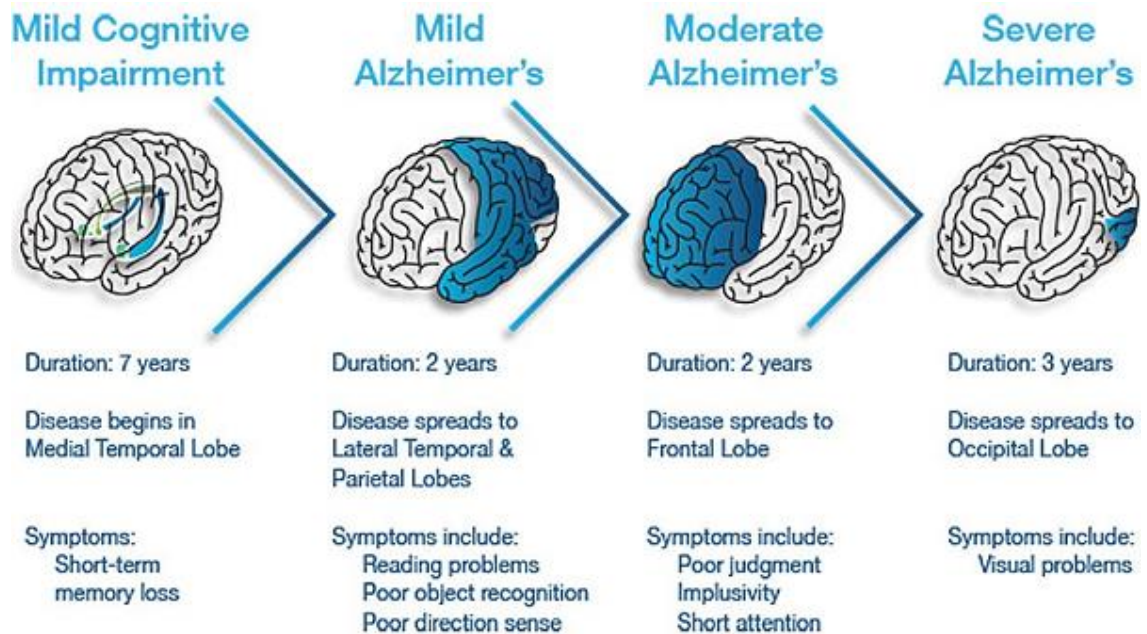 Mild Cognitive
Impairment
Mild
Alzheimer's
Moderate
Alzheimer's
Severe
Alzheimer's
Duration: 7 years
Disease begins in
Medial Temporal Lobe
Symptoms:
Short-term
memory loss
Duration: 2 years
Disease spreads to
Lateral Temporal &
Parietal Lobes
Symptoms include:
Reading problems
Poor object recognition
Poor direction sense
Duration: 2 years
Disease spreads to
Frontal Lobe
Symptoms include:
Poor judgment
Implusivity
Short attention
Duration: 3 years
Disease spreads to
Occipital Lobe
Symptoms include:
Visual problems